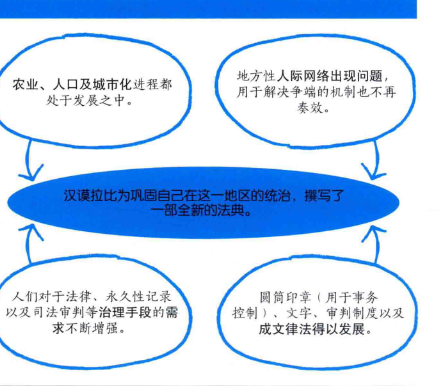 农业、人口及城市化进程都
处于发展之中。
地方性人际网络出现问题，
用于解决争端的机制也不再
奏效。
汉谟拉比为巩固自己在这一地区的统治，撰写了
一部全新的法典。
人们对于法律、永久性记录
以及司法审判等治理手段的需
求不断增强。
圆筒印章（用于事务
控制）、文字、审判制度以及
成文律法得以发展。